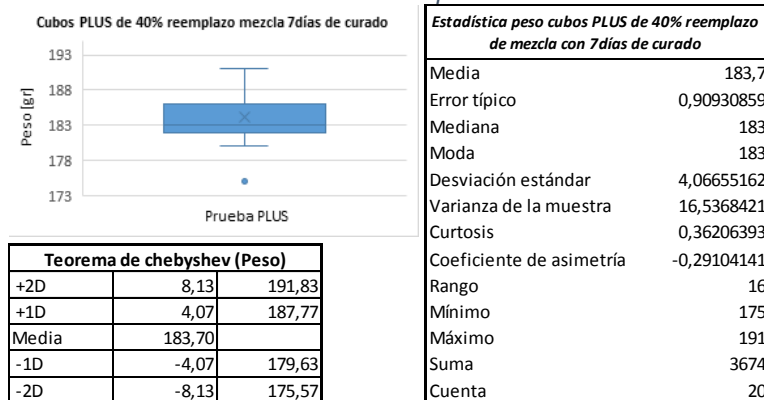 Cubos PLUS de 40% reemplazo mezcla 7días de curado
193
188
183
178
173
Peso [gr]
Prueba PLUS
Teorema de chebyshev (Peso)
+2D 8,13 191,83
+1D 4,07 187,77
Media 183,70
-1D -4,07 179,63
-2D -8,13 175,57
Estadística peso cubos PLUS de 40% reemplazo
de mezcla con 7días de curado
Media 183,7
Error típico 0,90930859
Mediana 183
Moda 183
Desviación estándar 4,06655162
Varianza de la muestra 16,5368421
Curtosis 0,36206393
Coeficiente de asimetría -0,29104141
Rango 16
Mínimo 175
Máximo 191
Suma 3674
Cuenta 20